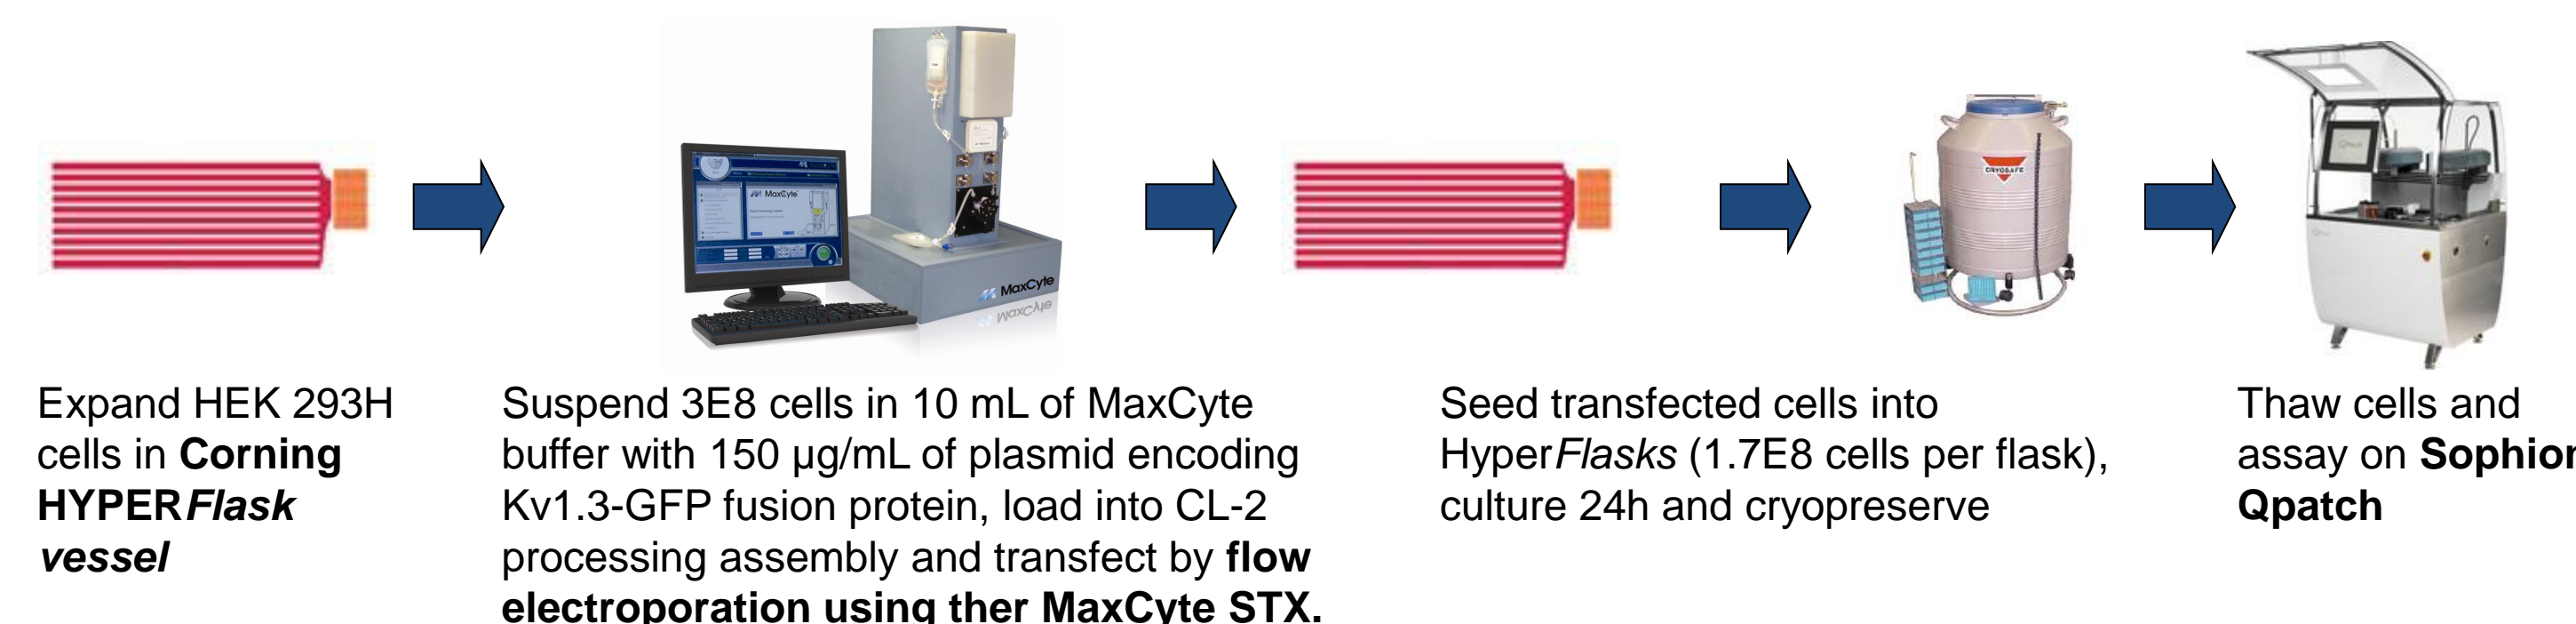 MaxCyte
MaxCyte
CRYOSAFE
Expand HEK 293H
cells in Corning
HYPERFlask
vessel
Suspend 3E8 cells in 10 mL of MaxCyte
buffer with 150 µg/mL of plasmid encoding
Kv1.3-GFP fusion protein, load into CL-2
processing assembly and transfect by flow
electroporation using ther MaxCyte STX.
Seed transfected cells into
HyperFlasks (1.7E8 cells per flask),
culture 24h and cryopreserve
Thaw cells and
assay on Sophion
Qpatch